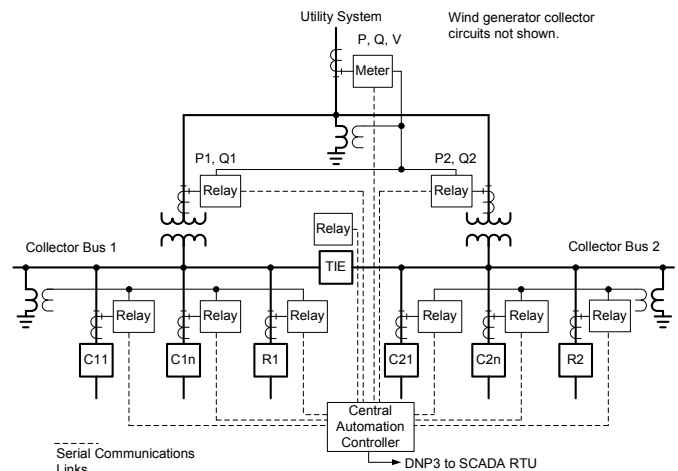 Utility System
Wind generator collector
circuits not shown.
P, Q, V
Meter
P1, Q1
P2, Q2
Relay
Relay
Relay
Collector Bus 1
Collector Bus 2
TIE
Relay
Relay
Relay
Relay
Relay
Relay
C11
C1n
R1
C21
C2n
R2
Central
Automation
Controller
Serial Communications
Links
DNP3 to SCADA RTU